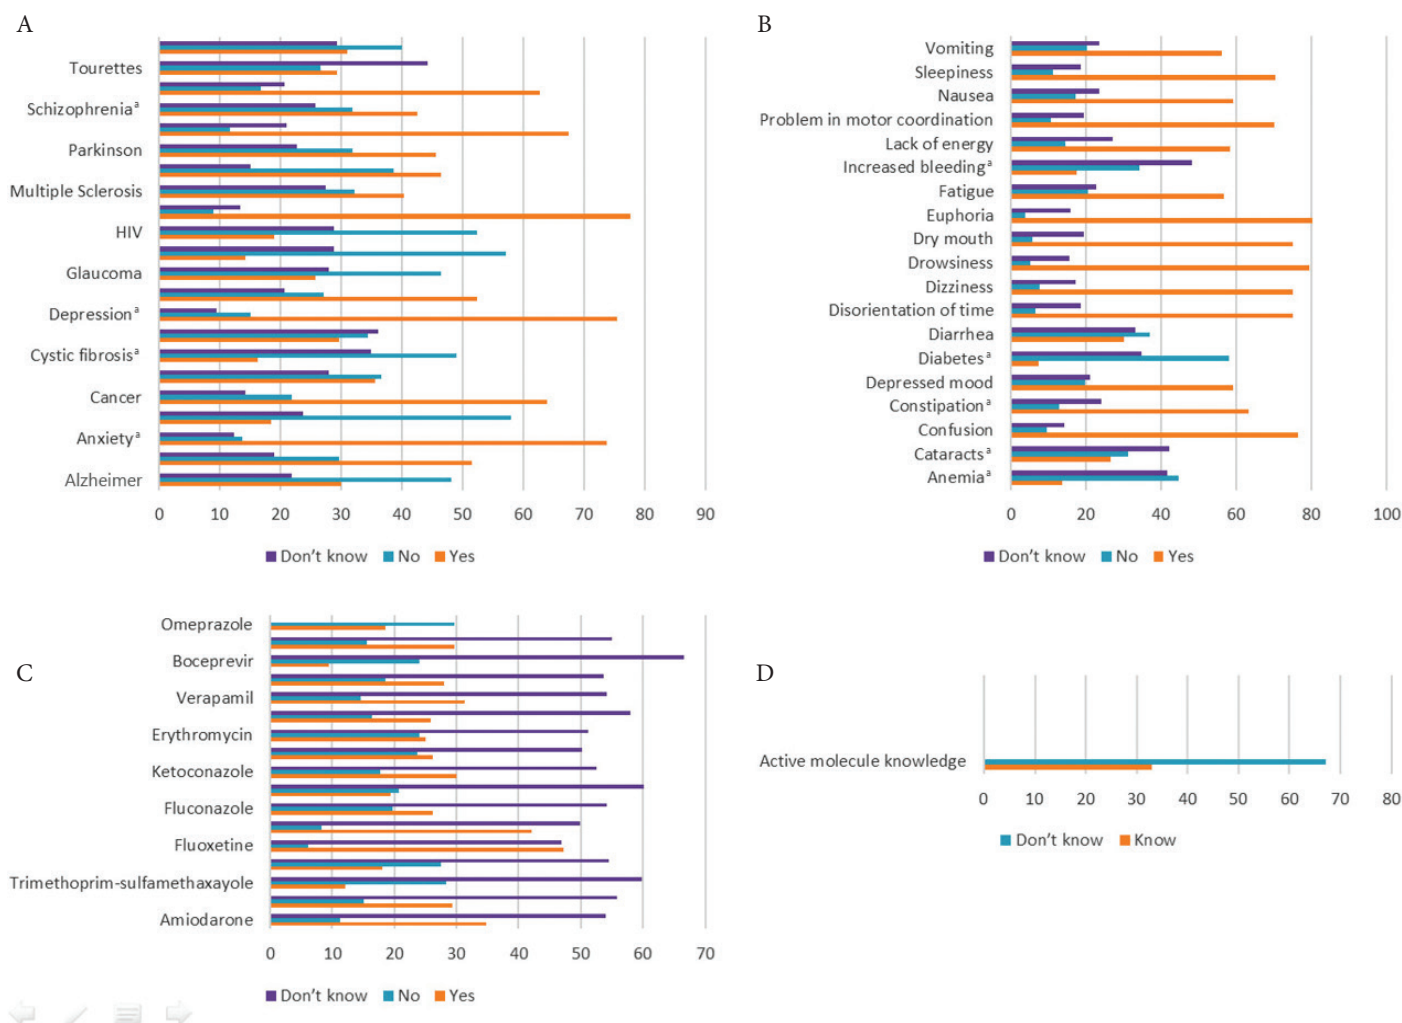 A
Tourettes
Schizophreniaᵃ
Parkinson
Multiple Sclerosis
HIV
Glaucoma
Depressionᵃ
Cystic fibrosisᵃ
Cancer
Anxietyᵃ
Alzheimer
0 10 20 30 40 50 60 70 80 90
Don't know No Yes
B
Vomiting
Sleepiness
Nausea
Problem in motor coordination
Lack of energy
Increased bleedingᵃ
Fatigue
Euphoria
Dry mouth
Drowsiness
Dizziness
Disorientation of time
Diarrhea
Diabetesᵃ
Depressed mood
Constipationᵃ
Confusion
Cataractsᵃ
Anemiaᵃ
0 20 40 60 80 100
Don't know No Yes
C
Omeprazole
Boceprevir
Verapamil
Erythromycin
Ketoconazole
Fluconazole
Fluoxetine
Trimethoprim-sulfamethaxayole
Amiodarone
0 10 20 30 40 50 60 70
Don't know No Yes
D
Active molecule knowledge
0 10 20 30 40 50 60 70 80
Don't know Know